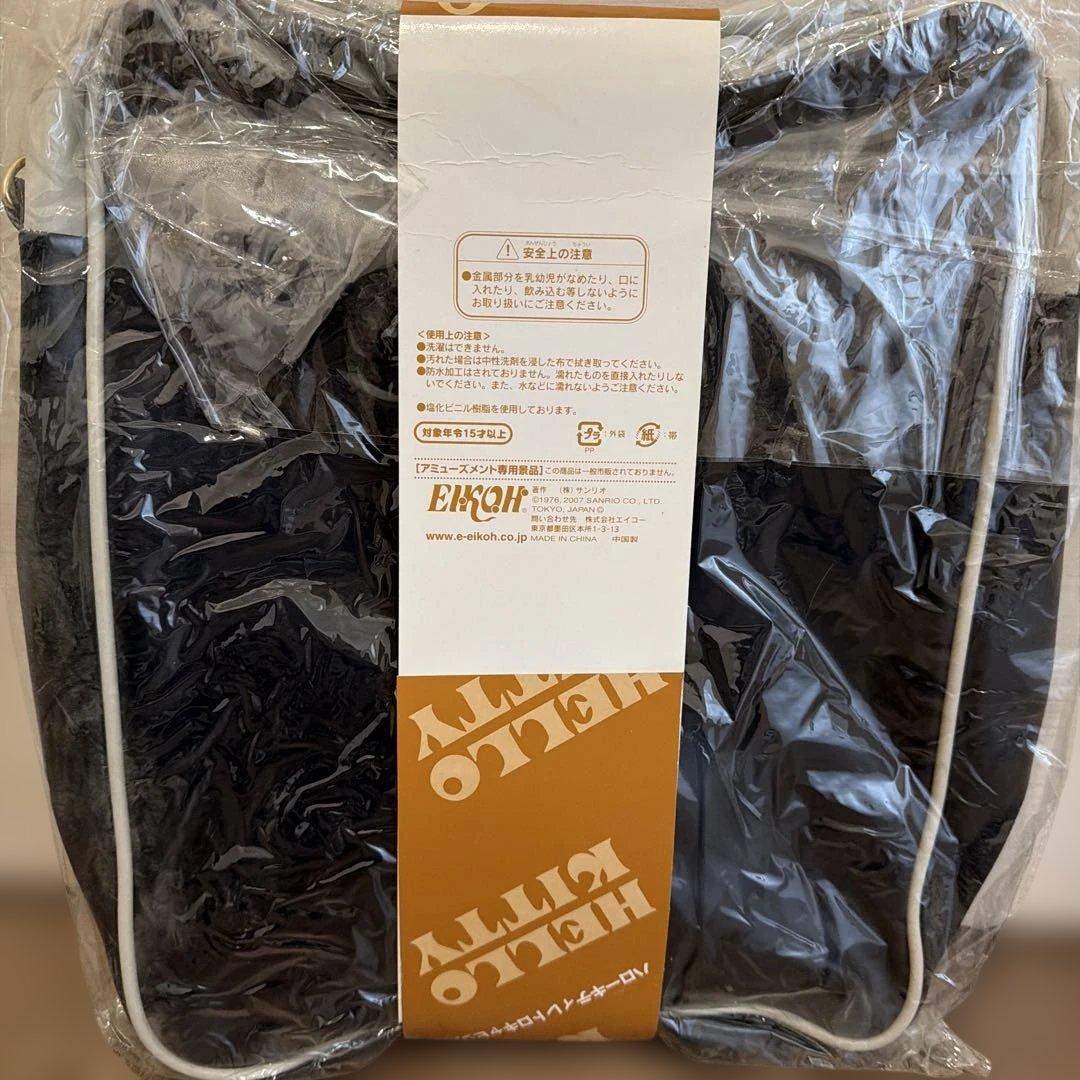 あんぜんじょう ちゅうい
安全上の注意
●金属部分を乳幼児がなめたり、口に
入れたり、飲み込む等しないように
お取り扱いにご注意ください。
＜使用上の注意＞
●洗濯はできません。
●汚れた場合は中性洗剤を浸した布で拭き取ってください。
●防水加工はされておりません。濡れたものを直接入れたりしな
いでください。また、水などに濡れないようご注意ください。
●塩化ビニル樹脂を使用しております。
対象年令15才以上
プラ:外袋 紙:帯
PP
[アミューズメント専用景品]この商品は一般市販されておりません。
EIKOH®
著作 (株)サンリオ
©1976, 2007 SANRIO CO., LTD.
TOKYO, JAPAN Ⓒ
問い合わせ先 株式会社エイコー
東京都墨田区本所1-3-13
www.e-eikoh.co.jp MADE IN CHINA 中国製
HELLO
KITTY
HELLO
KITTY
ハローキティレトロキャ